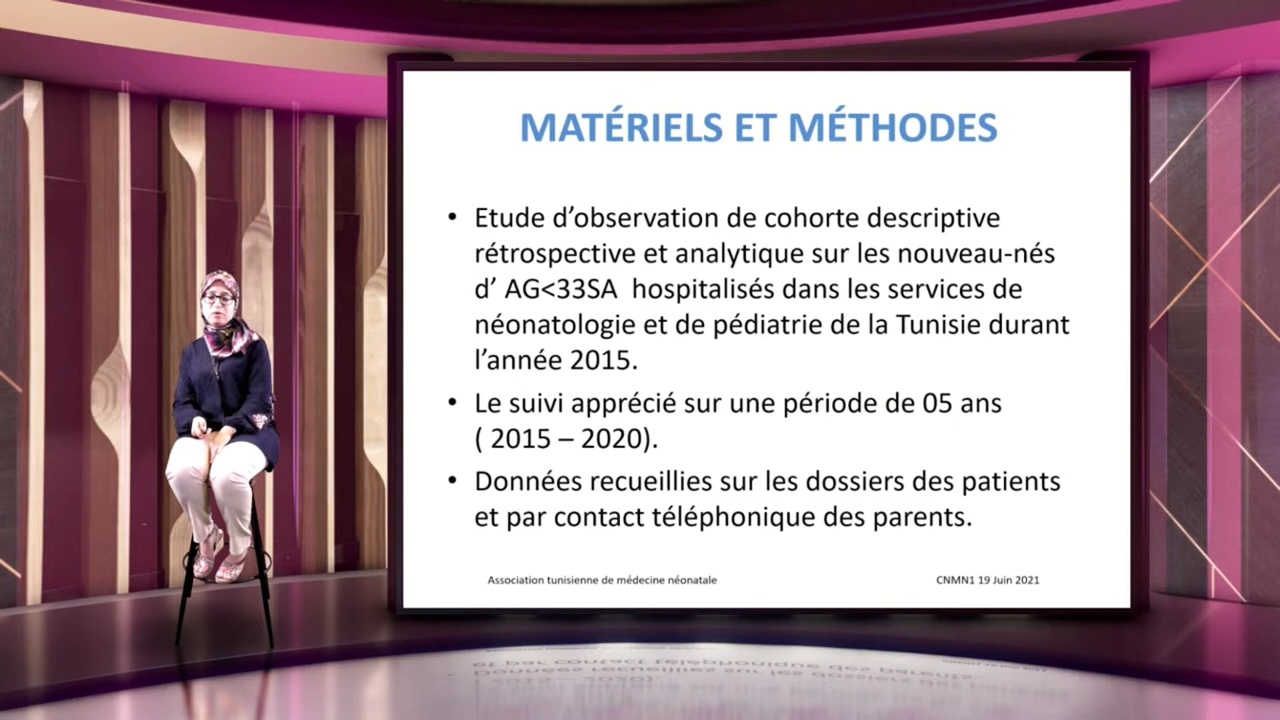 MATÉRIELS ET MÉTHODES
• Etude d’observation de cohorte descriptive
rétrospective et analytique sur les nouveau-nés
d’ AG<33SA hospitalisés dans les services de
néonatologie et de pédiatrie de la Tunisie durant
l’année 2015.
• Le suivi apprécié sur une période de 05 ans
( 2015 – 2020).
• Données recueillies sur les dossiers des patients
et par contact téléphonique des parents.
Association tunisienne de médecine néonatale
CNMN1 19 Juin 2021